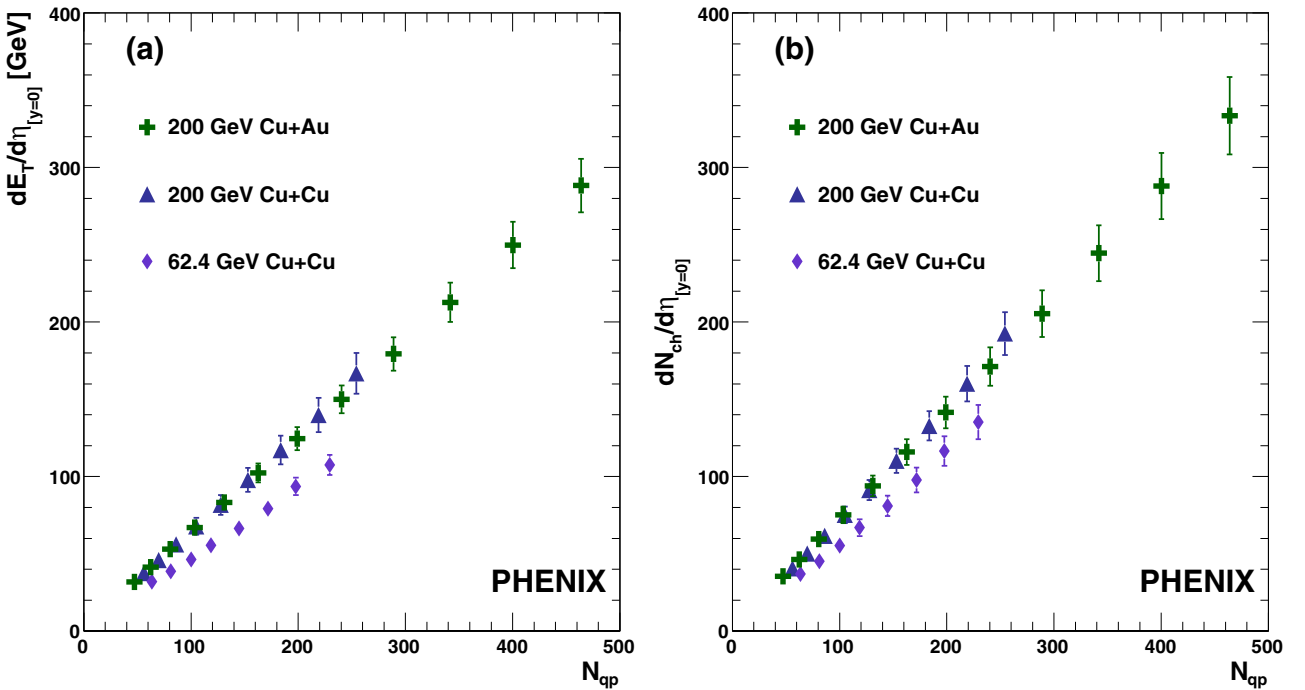 (a)
dE_T/dη_[y=0] [GeV]
200 GeV Cu+Au
200 GeV Cu+Cu
62.4 GeV Cu+Cu
PHENIX
400
300
200
100
0
0 100 200 300 400 500
N_qp
(b)
dN_ch/dη_[y=0]
200 GeV Cu+Au
200 GeV Cu+Cu
62.4 GeV Cu+Cu
PHENIX
400
300
200
100
0
0 100 200 300 400 500
N_qp